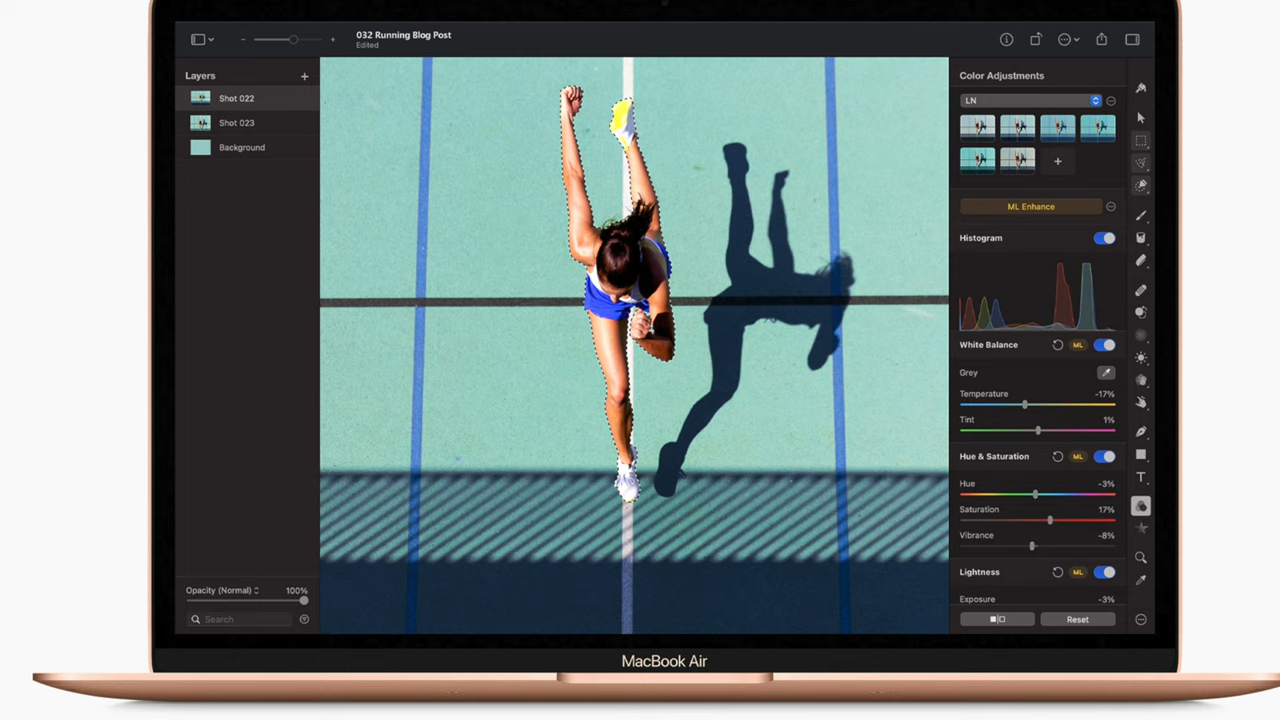 032 Running Blog Post
Edited
Layers
Shot 022
Shot 023
Background
Opacity (Normal)
100%
Search
Color Adjustments
LN
ML Enhance
Histogram
White Balance
ML
Grey
Temperature
-17%
Tint
1%
Hue & Saturation
ML
Hue
-3%
Saturation
17%
Vibrance
-8%
Lightness
ML
Exposure
-3%
Reset
T
MacBook Air